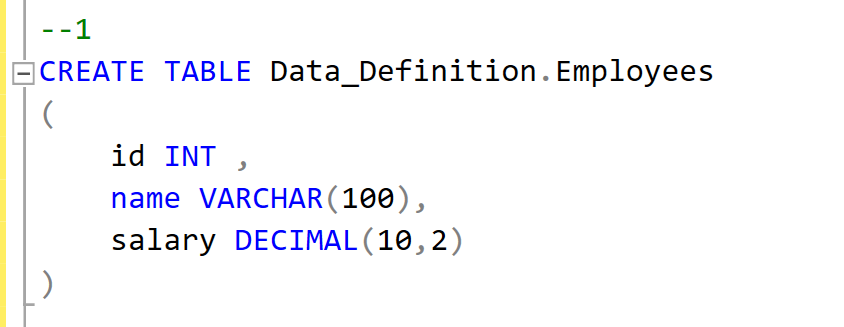 --1
CREATE TABLE Data_Definition.Employees
(
    id INT ,
    name VARCHAR(100),
    salary DECIMAL(10,2)
)